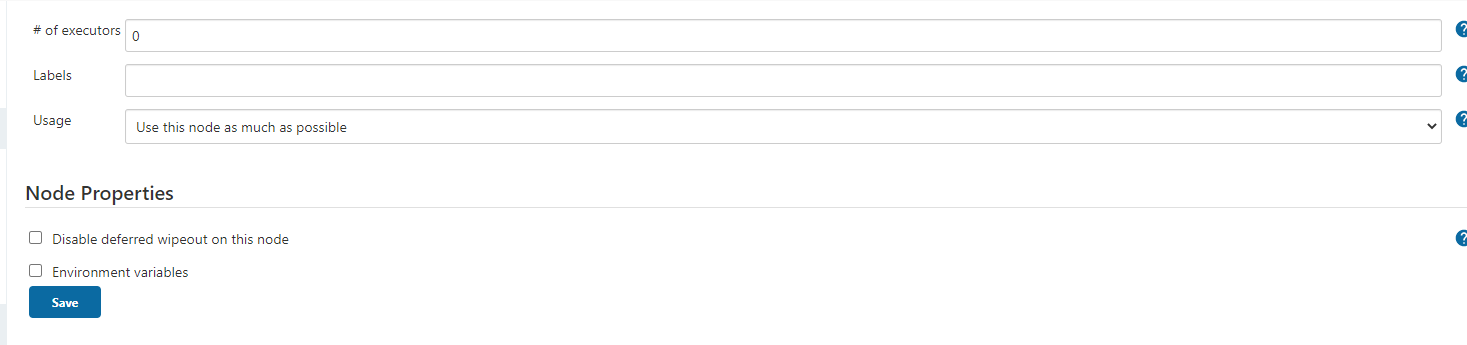 # of executors 0
Labels
Usage Use this node as much as possible
Node Properties
Disable deferred wipeout on this node
Environment variables
Save